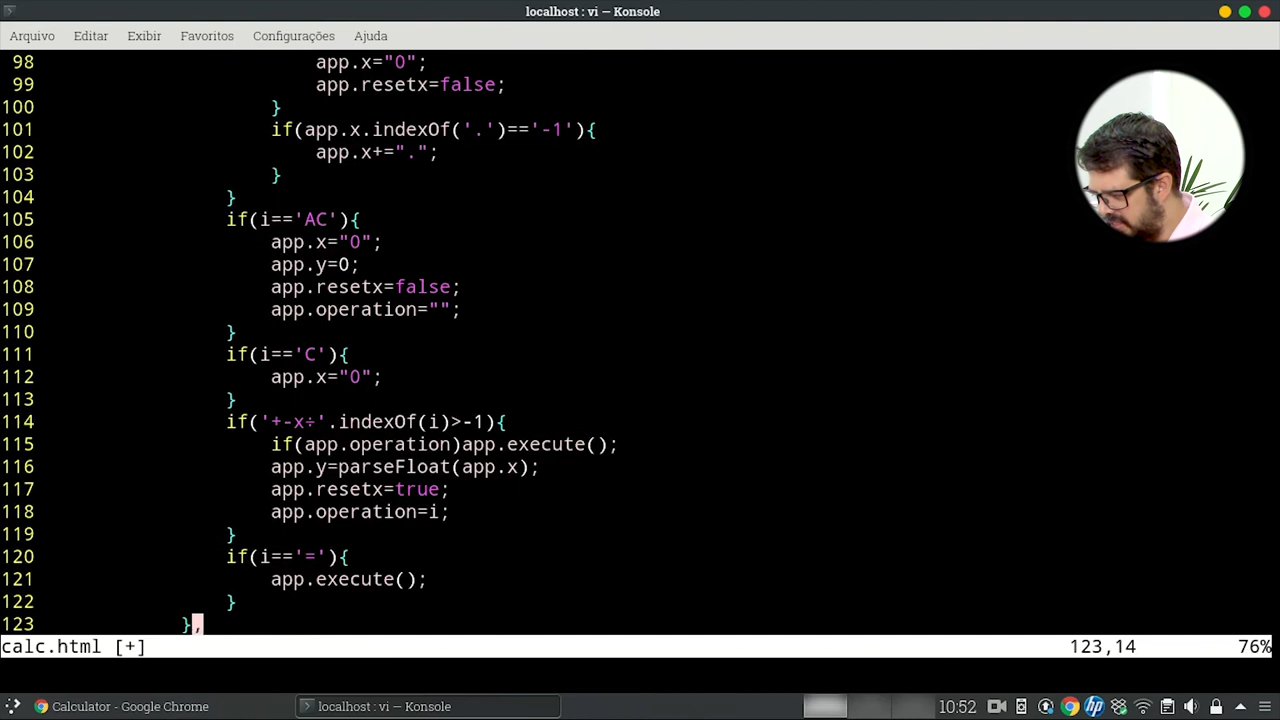 localhost : vi — Konsole
Arquivo Editar Exibir Favoritos Configurações Ajuda
98 app.x="0";
99 app.resetx=false;
100 }
101 if(app.x.indexOf('.')=='-1'){
102 app.x+=".";
103 }
104 }
105 if(i=='AC'){
106 app.x="0";
107 app.y=0;
108 app.resetx=false;
109 app.operation="";
110 }
111 if(i=='C'){
112 app.x="0";
113 }
114 if('+-x÷'.indexOf(i)>-1){
115 if(app.operation)app.execute();
116 app.y=parseFloat(app.x);
117 app.resetx=true;
118 app.operation=i;
119 }
120 if(i=='='){
121 app.execute();
122 }
123 },
calc.html [+] 123,14 76%
Calculator - Google Chrome localhost : vi — Konsole 10:52